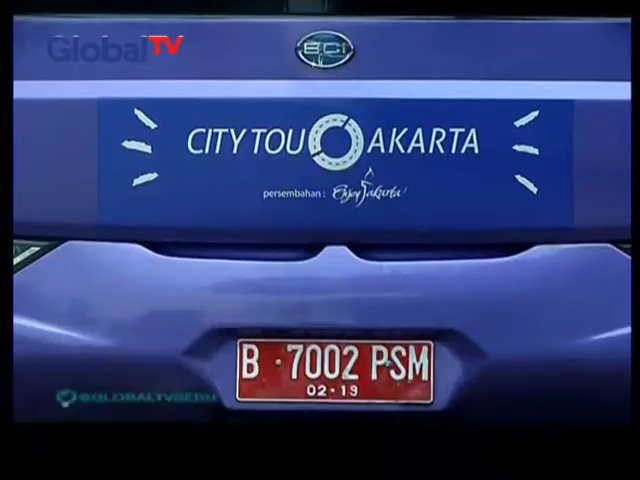 GlobalTV
BCI
CITY TOU AKARTA
persembahan : Enjoy Jakarta
B 7002 PSM
02·19
@GLOBALTVSERU